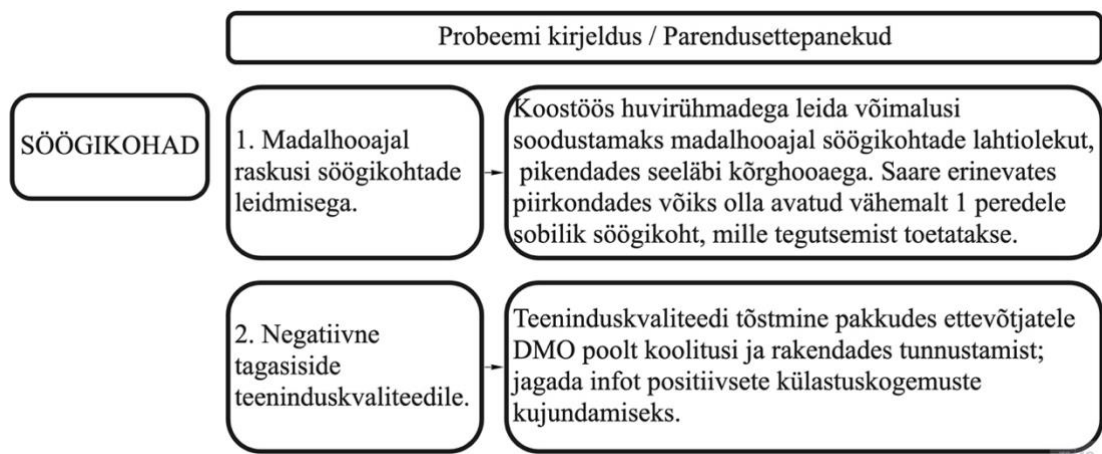 Probeemi kirjeldus / Parendusettepanekud
SÖÖGIKOHAD
1. Madalhooajal
raskusi söögikohtade
leidmisega.
Koostöös huvirühmadega leida võimalusi
soodustamaks madalhooajal söögikohtade lahtiolekut,
pikendades seeläbi kõrghooaega. Saare erinevates
piirkondades võiks olla avatud vähemalt 1 peredele
sobilik söögikoht, mille tegutsemist toetatakse.
2. Negatiivne
tagasiside
teeninduskvaliteedile.
Teeninduskvaliteedi tõstmine pakkudes ettevõtjatele
DMO poolt koolitusi ja rakendades tunnustamist;
jagada infot positiivsete külastuskogemuste
kujundamiseks.